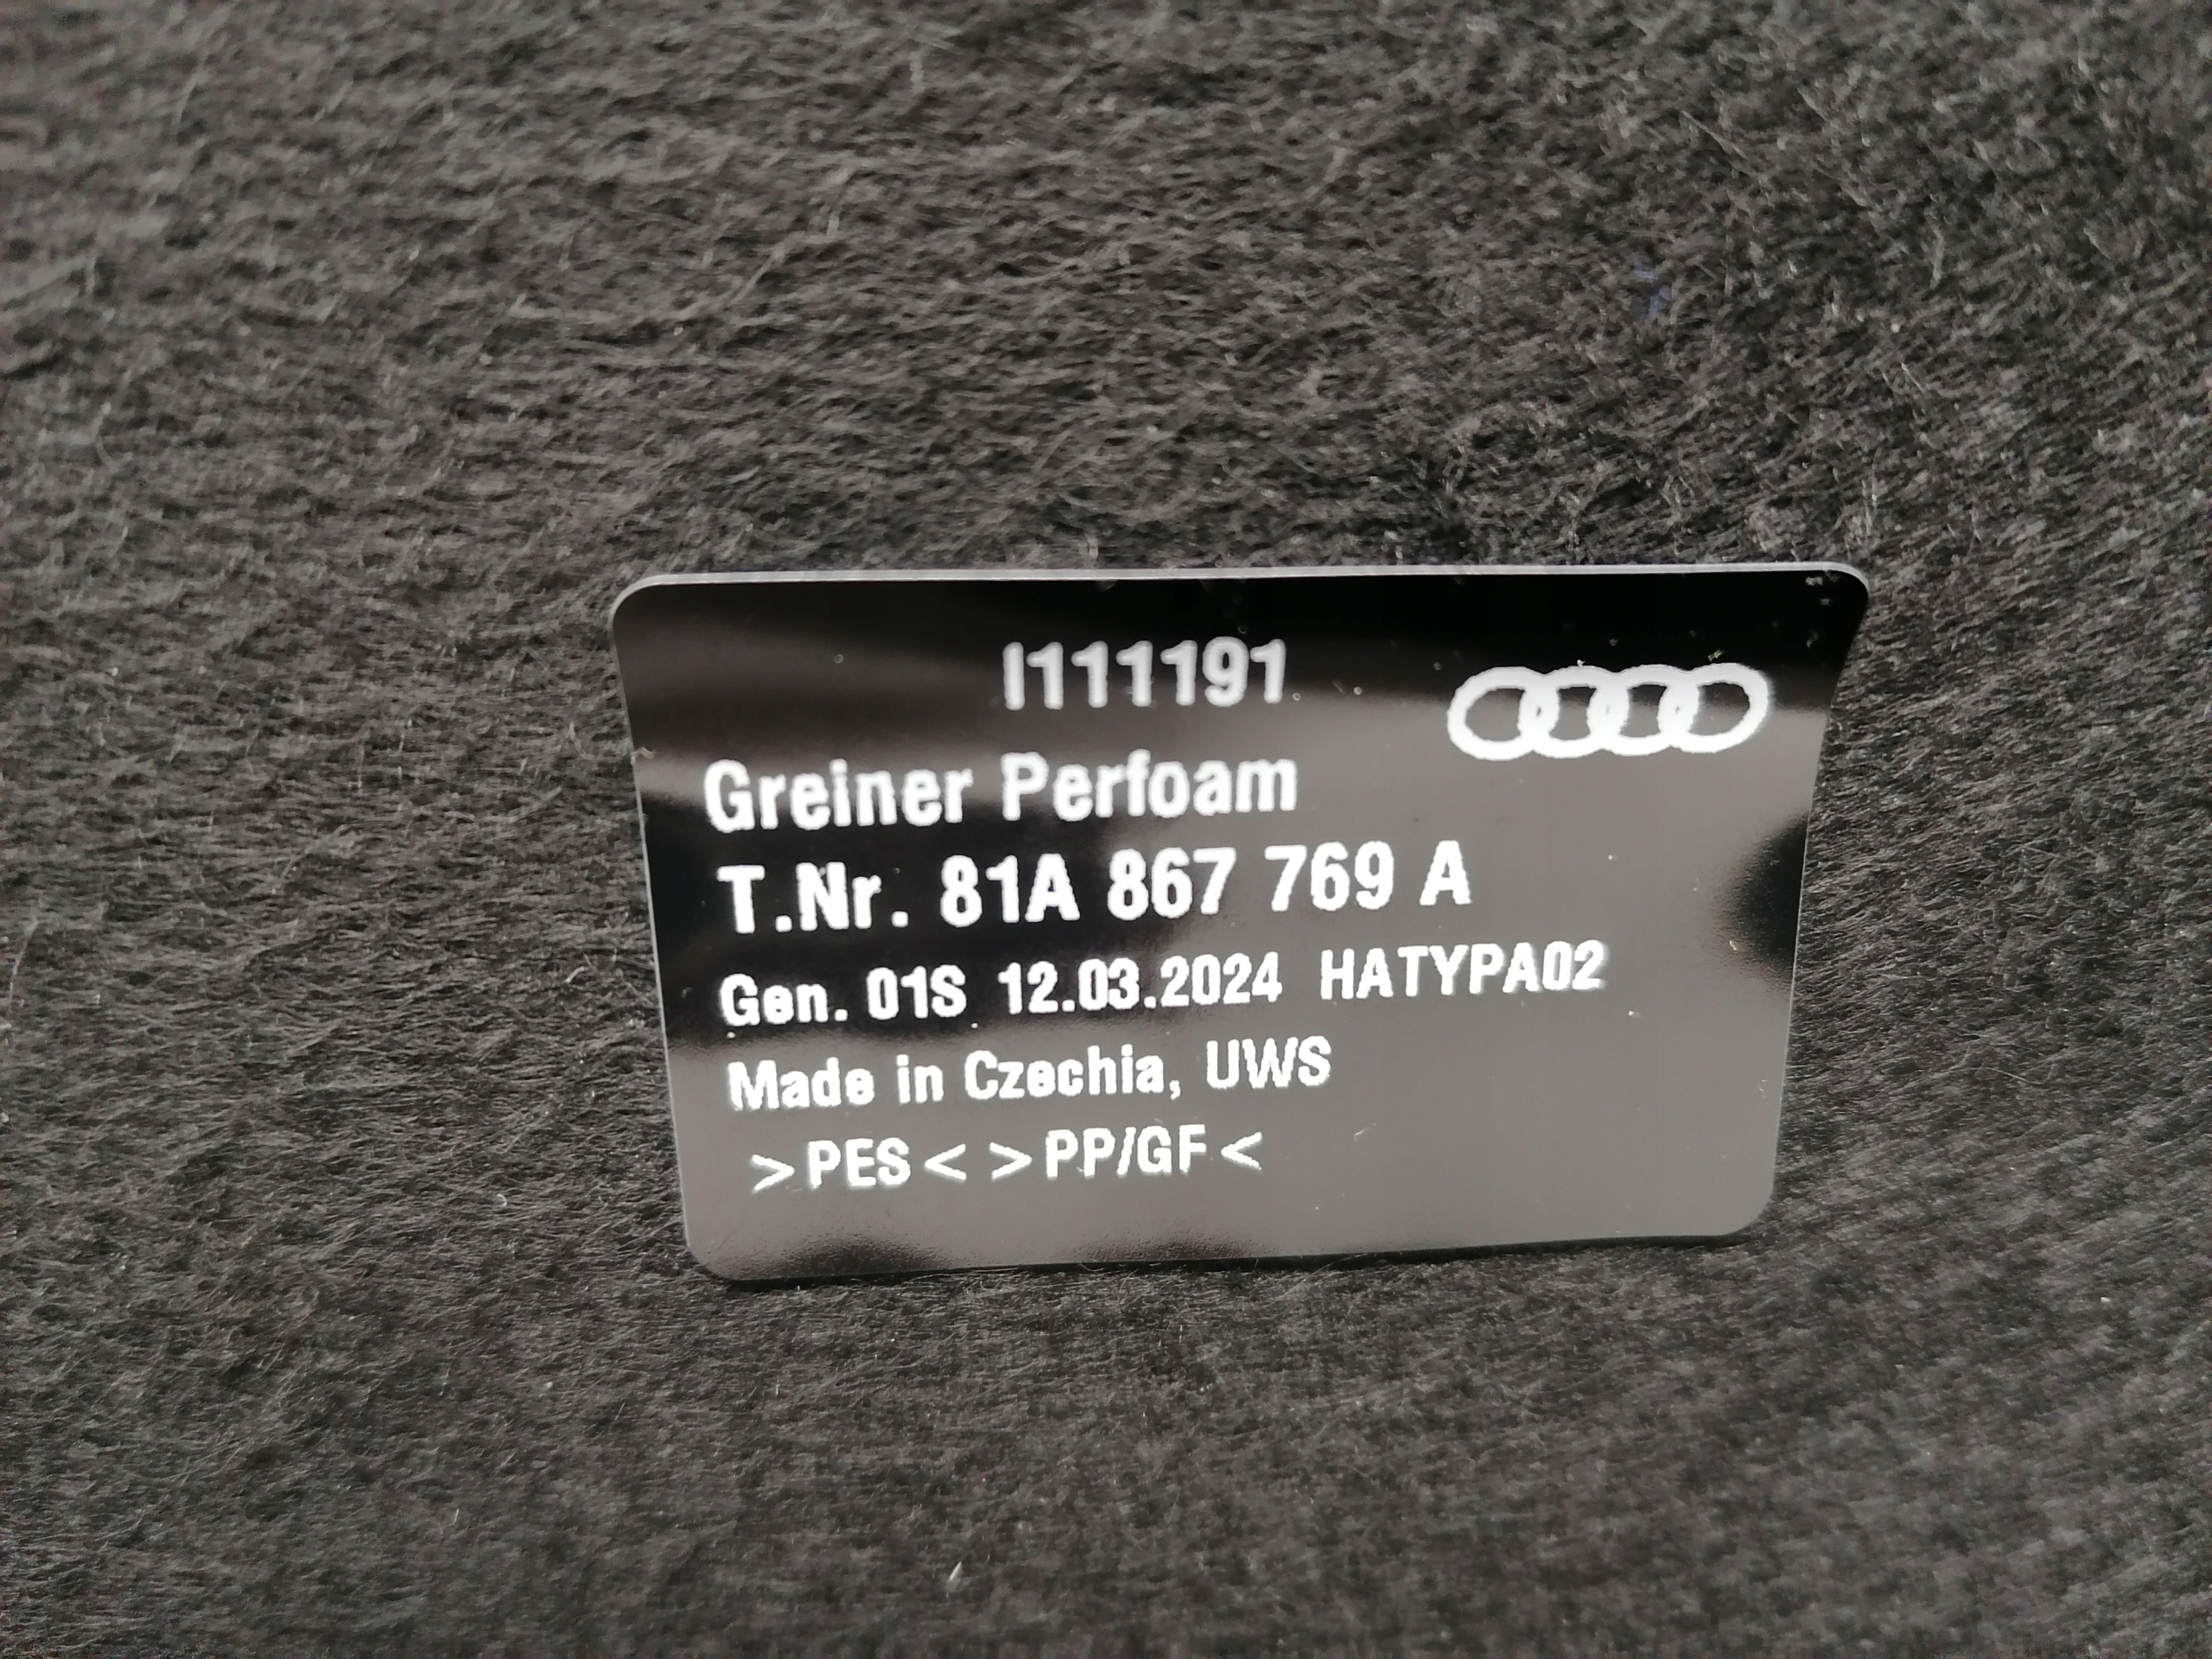 I111191
Greiner Perfoam
T.Nr. 81A 867 769 A
Gen. 01S 12.03.2024 HATYPA02
Made in Czechia, UWS
>PES< >PP/GF<